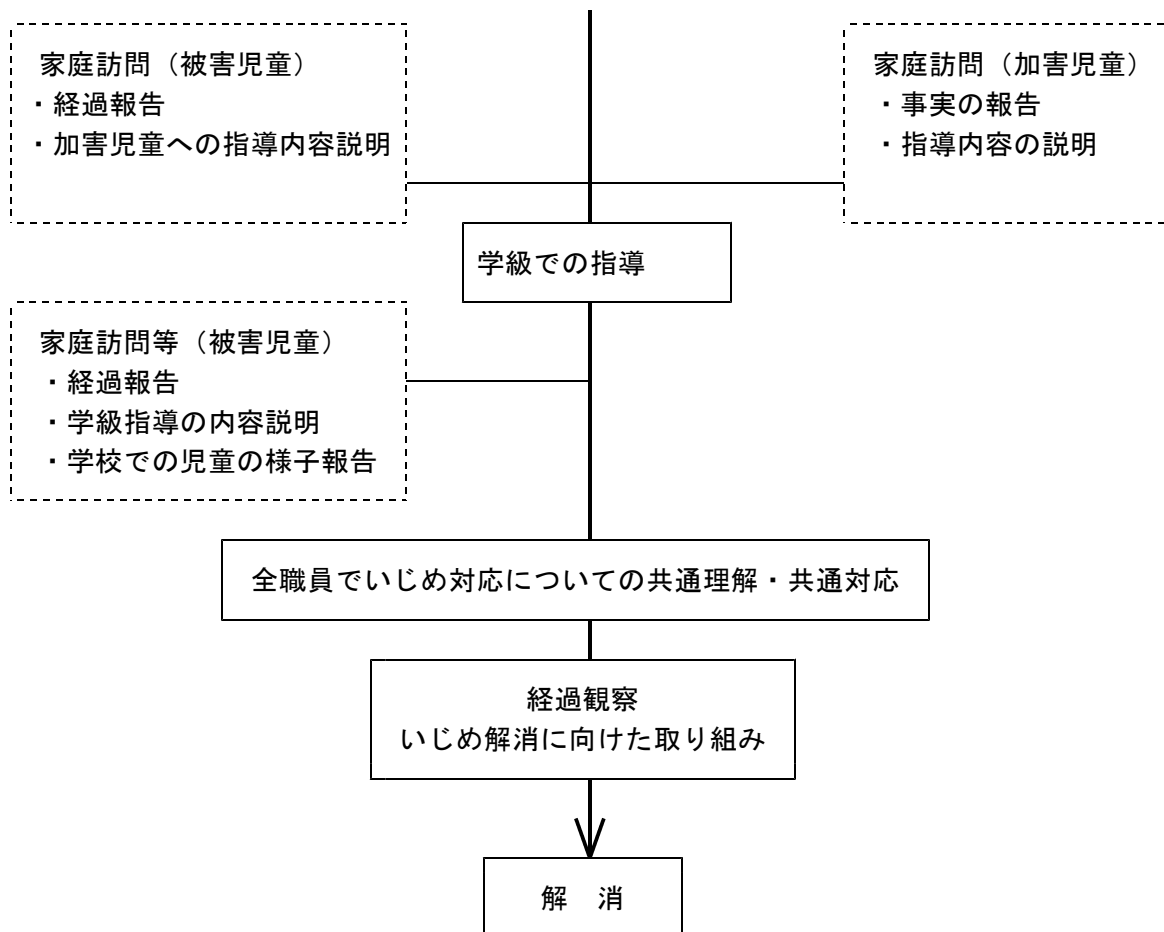 家庭訪問（被害児童）
・経過報告
・加害児童への指導内容説明
家庭訪問（加害児童）
・事実の報告
・指導内容の説明
学級での指導
家庭訪問等（被害児童）
・経過報告
・学級指導の内容説明
・学校での児童の様子報告
全職員でいじめ対応についての共通理解・共通対応
経過観察
いじめ解消に向けた取り組み
解　消